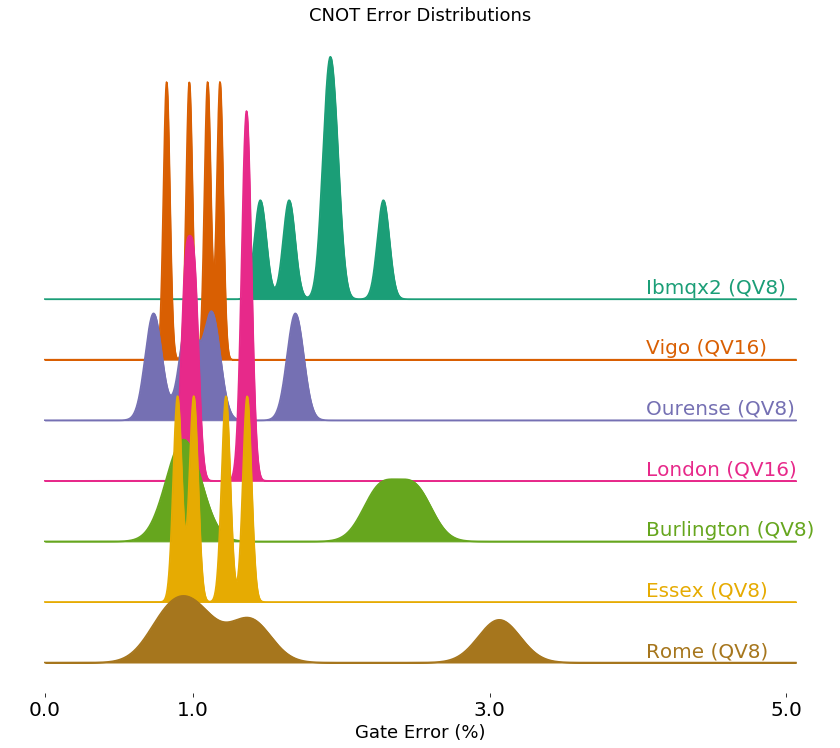 CNOT Error Distributions
Ibmqx2 (QV8)
Vigo (QV16)
Ourense (QV8)
London (QV16)
Burlington (QV8)
Essex (QV8)
Rome (QV8)
0.0 1.0 3.0 5.0
Gate Error (%)